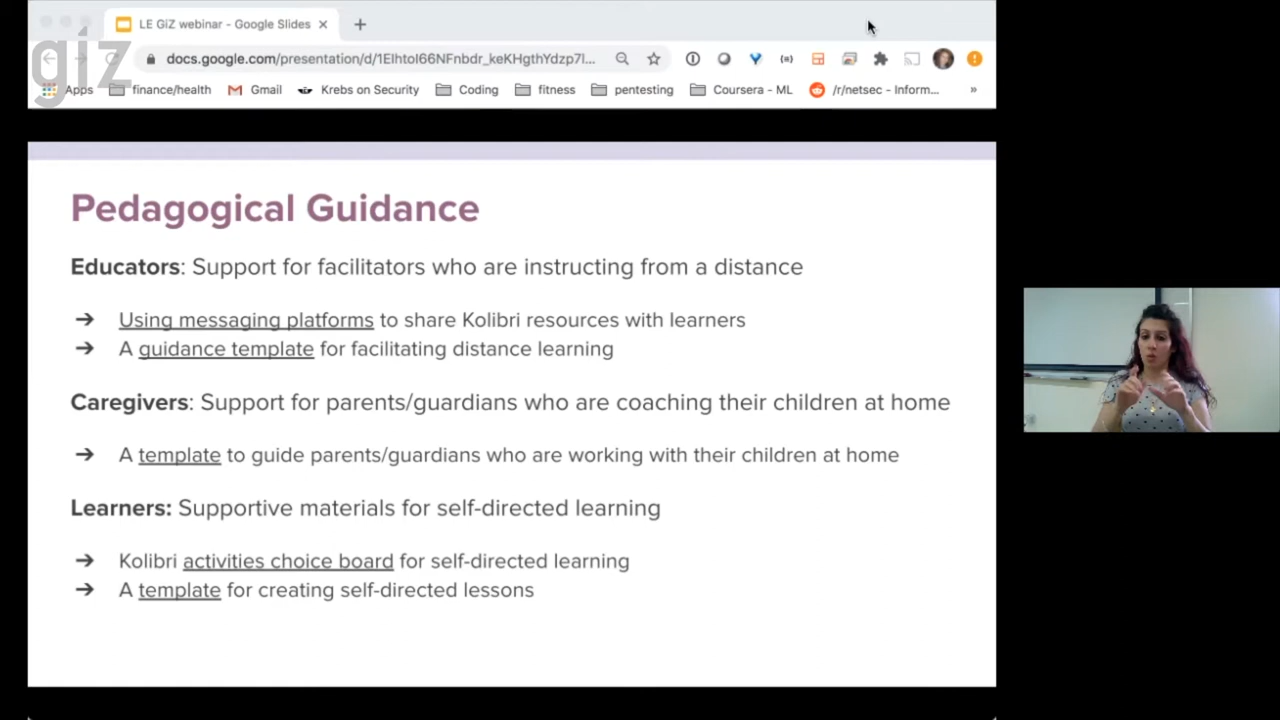 LE GiZ webinar - Google Slides
giz
docs.google.com/presentation/d/1EIhtol66NFnbdr_keKHgthYdzp7l...
Apps finance/health Gmail Krebs on Security Coding fitness pentesting Coursera - ML /r/netsec - Inform... »
Pedagogical Guidance
Educators: Support for facilitators who are instructing from a distance
➔ Using messaging platforms to share Kolibri resources with learners
➔ A guidance template for facilitating distance learning
Caregivers: Support for parents/guardians who are coaching their children at home
➔ A template to guide parents/guardians who are working with their children at home
Learners: Supportive materials for self-directed learning
➔ Kolibri activities choice board for self-directed learning
➔ A template for creating self-directed lessons